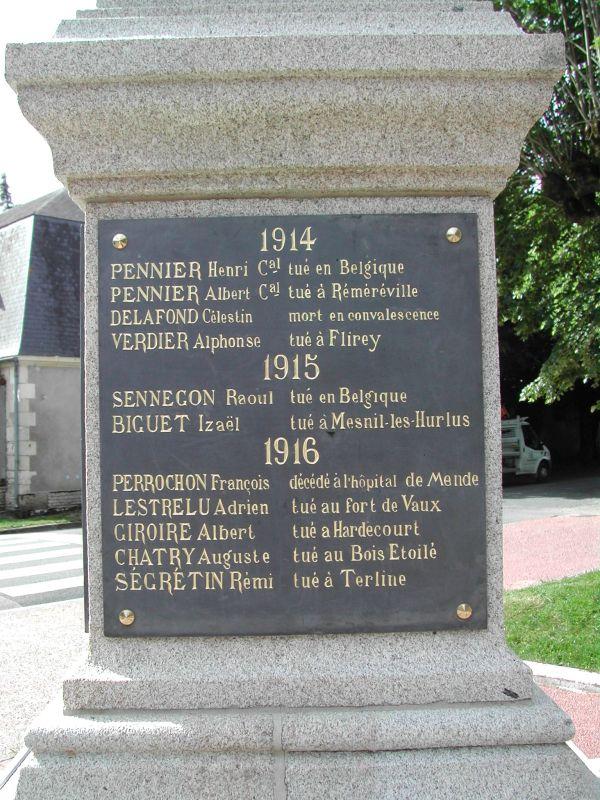 1914
PENNIER Henri Cal tué en Belgique
PENNIER Albert Cal tué à Réméréville
DELAFOND Célestin mort en convalescence
VERDIER Alphonse tué à Flirey
1915
SENNEGON Raoul tué en Belgique
BIGUET Izaël tué à Mesnil-les-Hurlus
1916
PERROCHON François décédé à l'hôpital de Mende
LESTRELU Adrien tué au fort de Vaux
GIROIRE Albert tué a Hardecourt
CHATRY Auguste tué au Bois Etoilé
SÉGRÉTIN Rémi tué à Terline